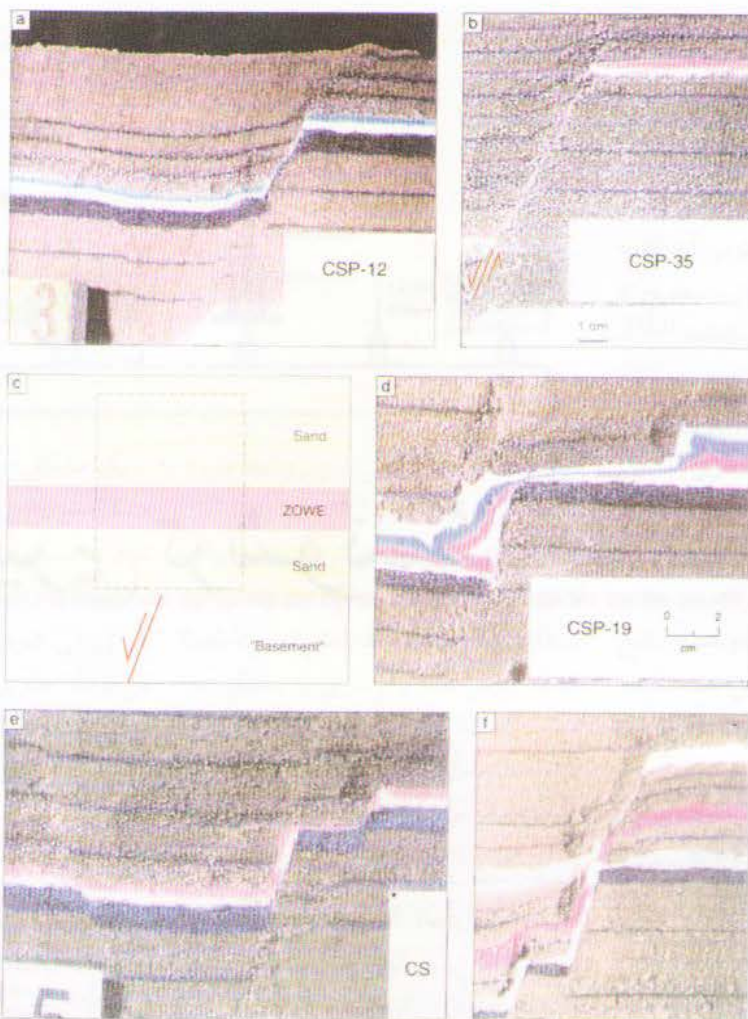 a
3
CSP-12
b
CSP-35
1 cm
c
Sand
ZOWE
Sand
"Basement"
d
CSP-19
0 2
cm
e
5
CS
f